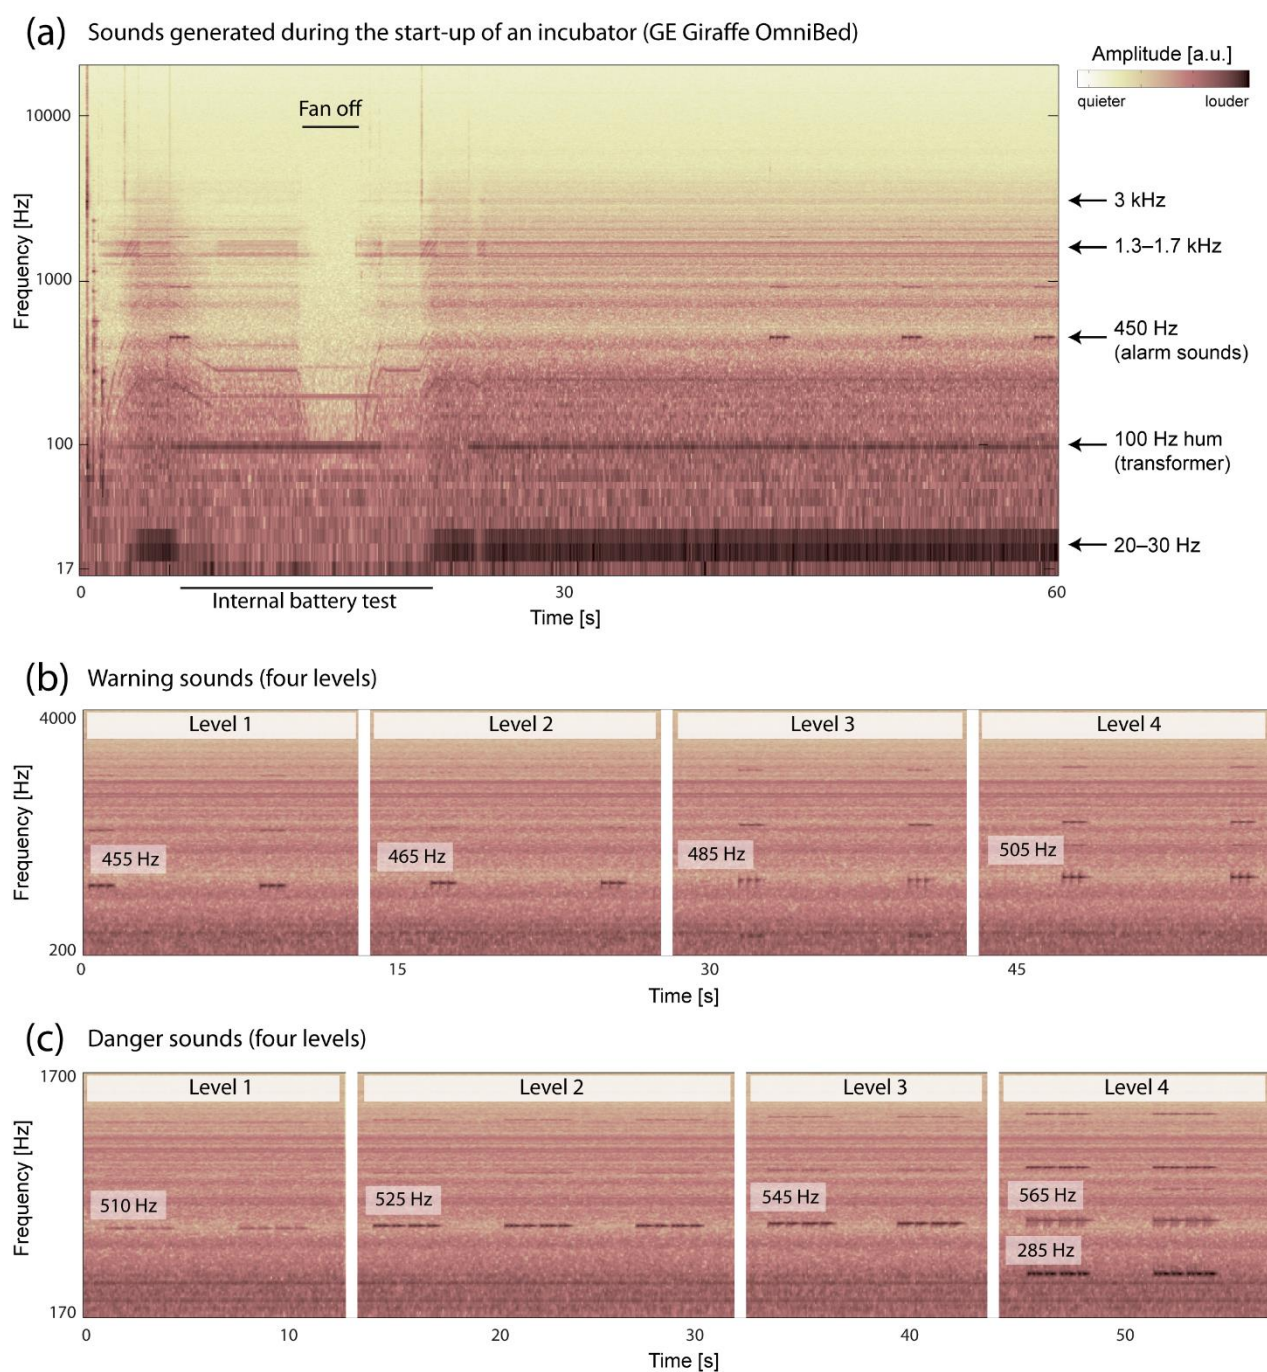 (a) Sounds generated during the start-up of an incubator (GE Giraffe OmniBed)
Amplitude [a.u.]
quieter louder
Fan off
10000
1000
100
17
Frequency [Hz]
3 kHz
1.3–1.7 kHz
450 Hz
(alarm sounds)
100 Hz hum
(transformer)
20–30 Hz
0 30 60
Internal battery test
Time [s]
(b) Warning sounds (four levels)
4000
Level 1 Level 2 Level 3 Level 4
Frequency [Hz]
455 Hz 465 Hz 485 Hz 505 Hz
200
0 15 30 45
Time [s]
(c) Danger sounds (four levels)
1700
Level 1 Level 2 Level 3 Level 4
Frequency [Hz]
510 Hz 525 Hz 545 Hz 565 Hz
285 Hz
170
0 10 20 30 40 50
Time [s]